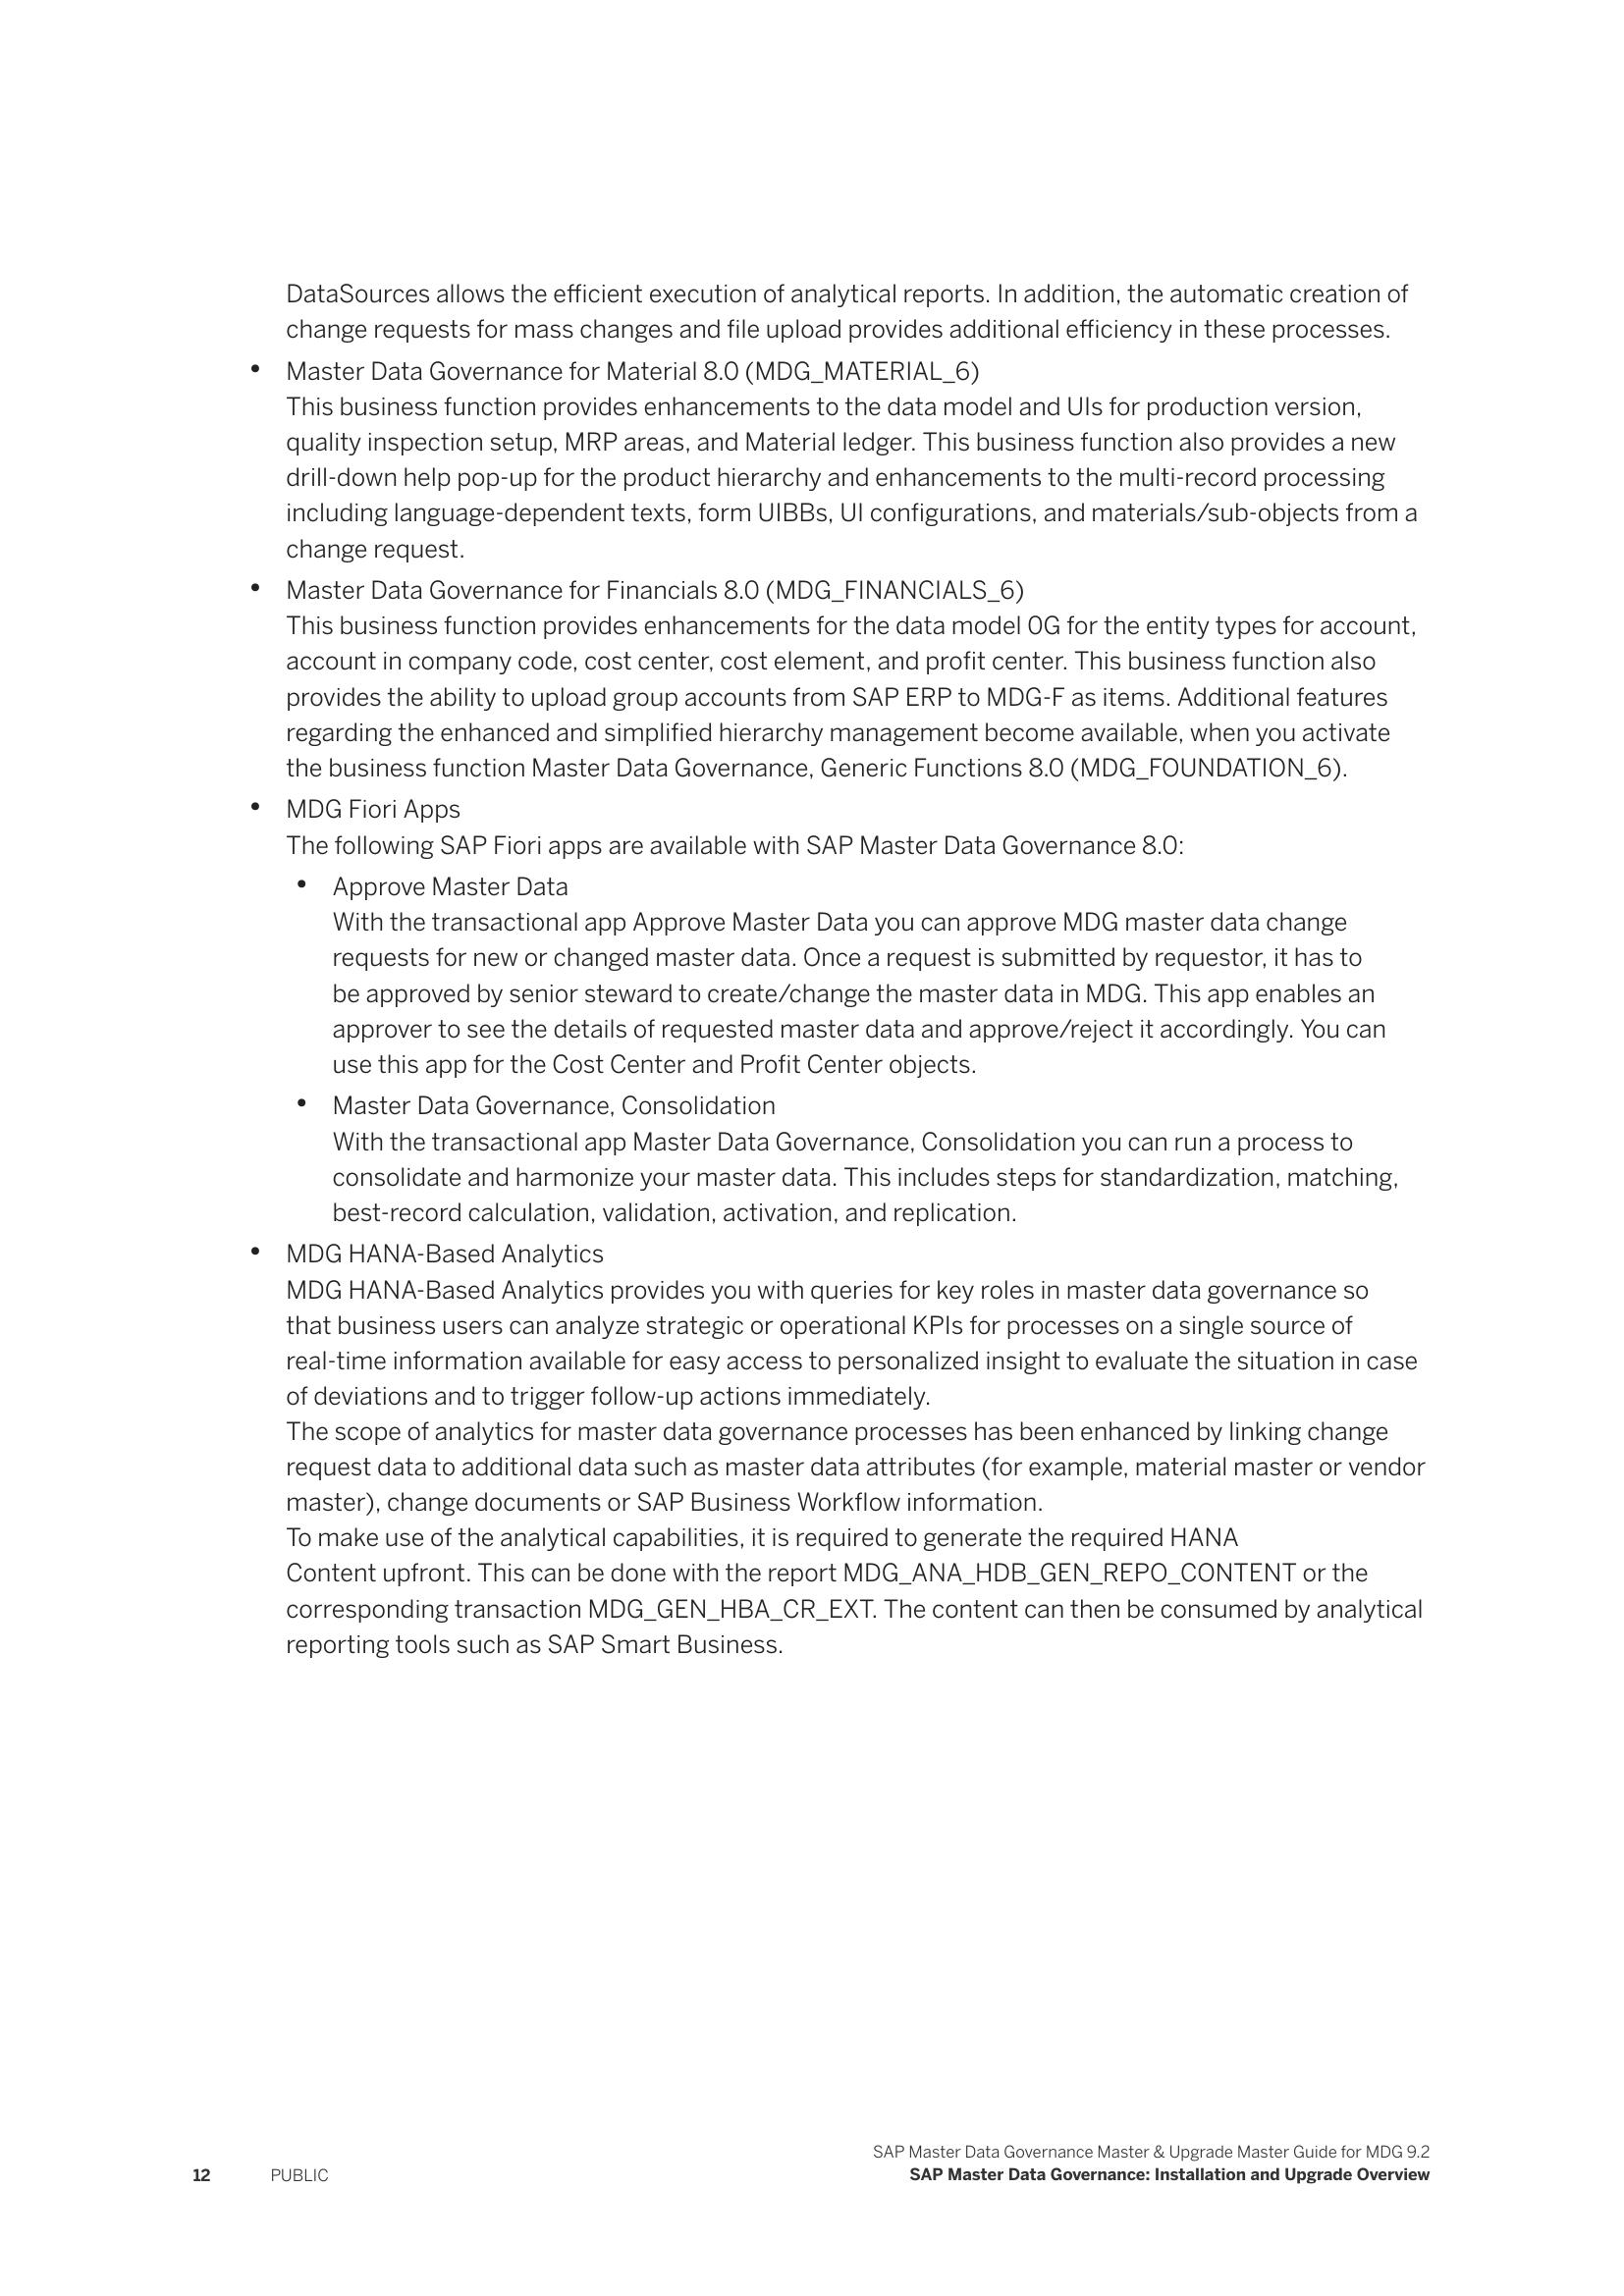 DataSources allows the efficient execution of analytical reports. In addition, the automatic creation of
change requests for mass changes and file upload provides additional efficiency in these processes.
• Master Data Governance for Material 8.0 (MDG_MATERIAL_6)
This business function provides enhancements to the data model and UIs for production version,
quality inspection setup, MRP areas, and Material ledger. This business function also provides a new
drill-down help pop-up for the product hierarchy and enhancements to the multi-record processing
including language-dependent texts, form UIBBs, UI configurations, and materials/sub-objects from a
change request.
• Master Data Governance for Financials 8.0 (MDG_FINANCIALS_6)
This business function provides enhancements for the data model 0G for the entity types for account,
account in company code, cost center, cost element, and profit center. This business function also
provides the ability to upload group accounts from SAP ERP to MDG-F as items. Additional features
regarding the enhanced and simplified hierarchy management become available, when you activate
the business function Master Data Governance, Generic Functions 8.0 (MDG_FOUNDATION_6).
• MDG Fiori Apps
The following SAP Fiori apps are available with SAP Master Data Governance 8.0:
• Approve Master Data
With the transactional app Approve Master Data you can approve MDG master data change
requests for new or changed master data. Once a request is submitted by requestor, it has to
be approved by senior steward to create/change the master data in MDG. This app enables an
approver to see the details of requested master data and approve/reject it accordingly. You can
use this app for the Cost Center and Profit Center objects.
• Master Data Governance, Consolidation
With the transactional app Master Data Governance, Consolidation you can run a process to
consolidate and harmonize your master data. This includes steps for standardization, matching,
best-record calculation, validation, activation, and replication.
• MDG HANA-Based Analytics
MDG HANA-Based Analytics provides you with queries for key roles in master data governance so
that business users can analyze strategic or operational KPIs for processes on a single source of
real-time information available for easy access to personalized insight to evaluate the situation in case
of deviations and to trigger follow-up actions immediately.
The scope of analytics for master data governance processes has been enhanced by linking change
request data to additional data such as master data attributes (for example, material master or vendor
master), change documents or SAP Business Workflow information.
To make use of the analytical capabilities, it is required to generate the required HANA
Content upfront. This can be done with the report MDG_ANA_HDB_GEN_REPO_CONTENT or the
corresponding transaction MDG_GEN_HBA_CR_EXT. The content can then be consumed by analytical
reporting tools such as SAP Smart Business.
SAP Master Data Governance Master & Upgrade Master Guide for MDG 9.2
12 PUBLIC SAP Master Data Governance: Installation and Upgrade Overview